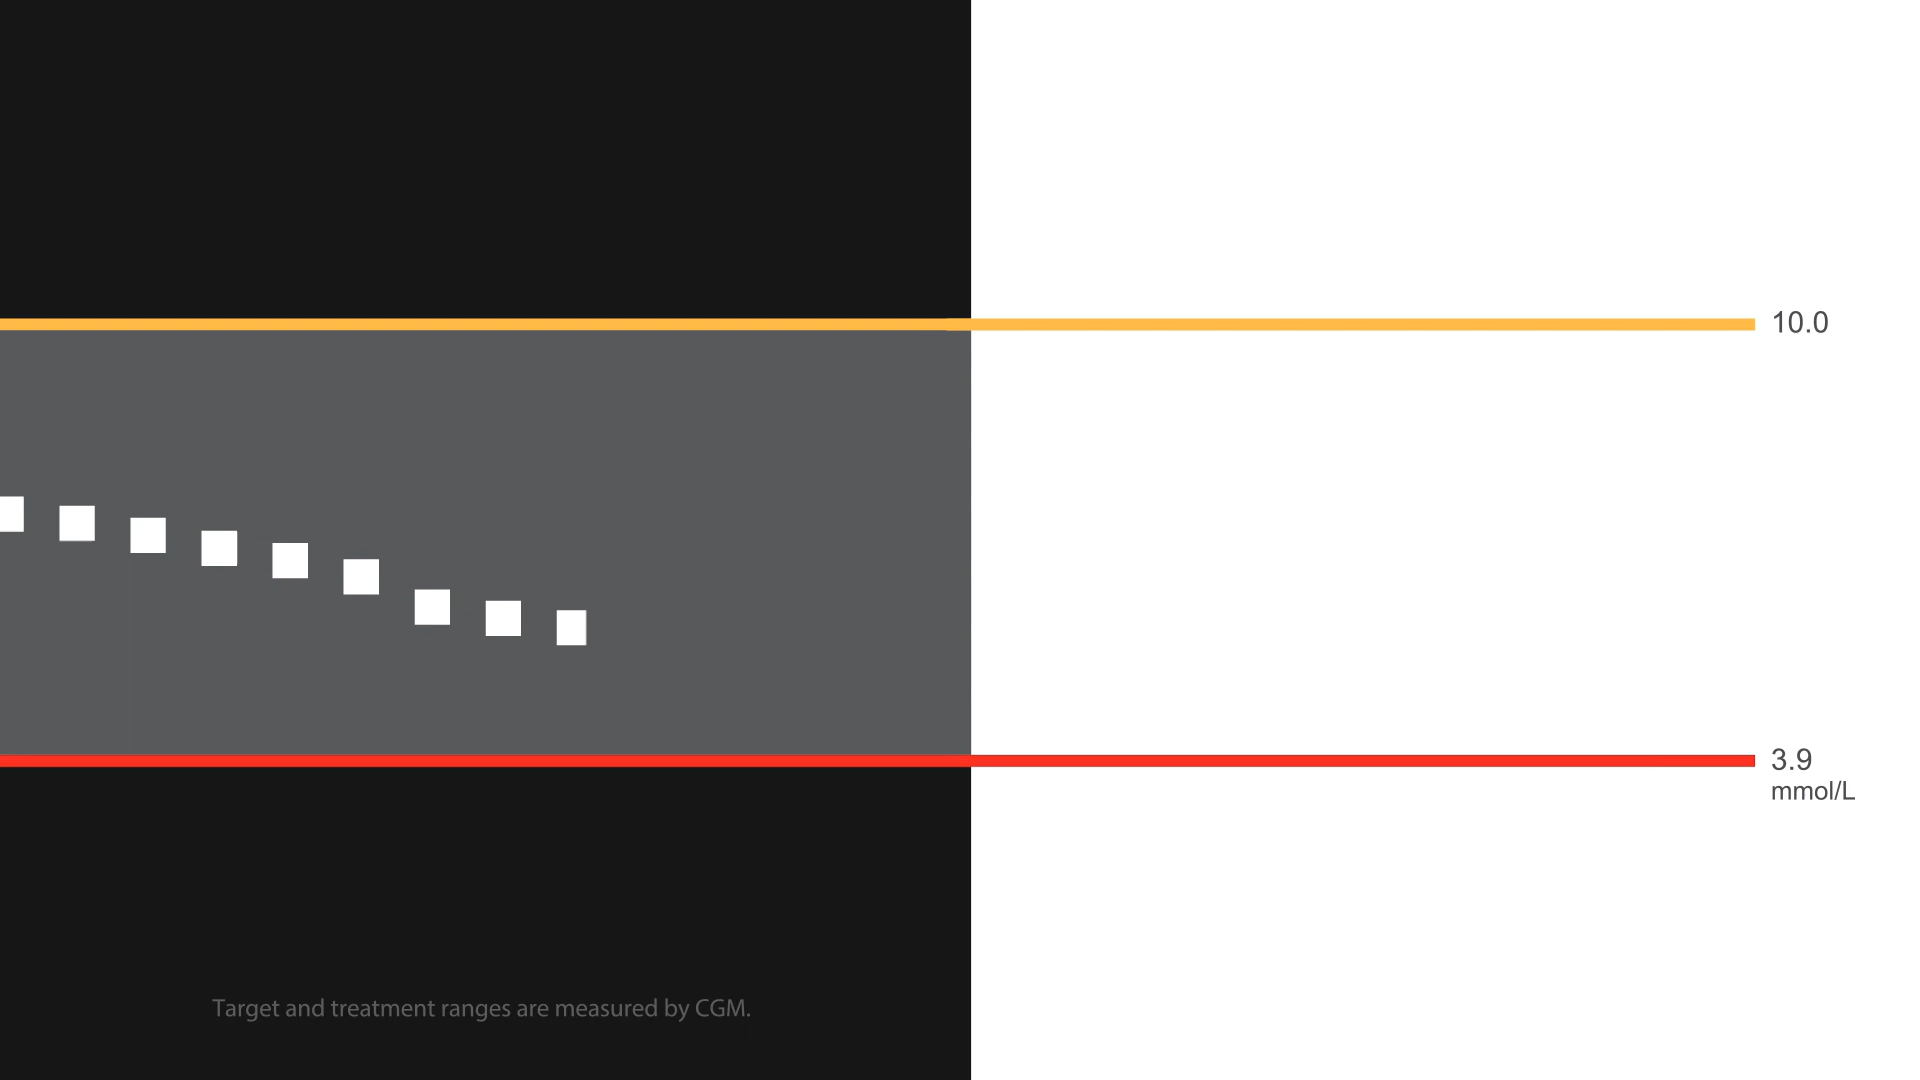 10.0
3.9
mmol/L
Target and treatment ranges are measured by CGM.